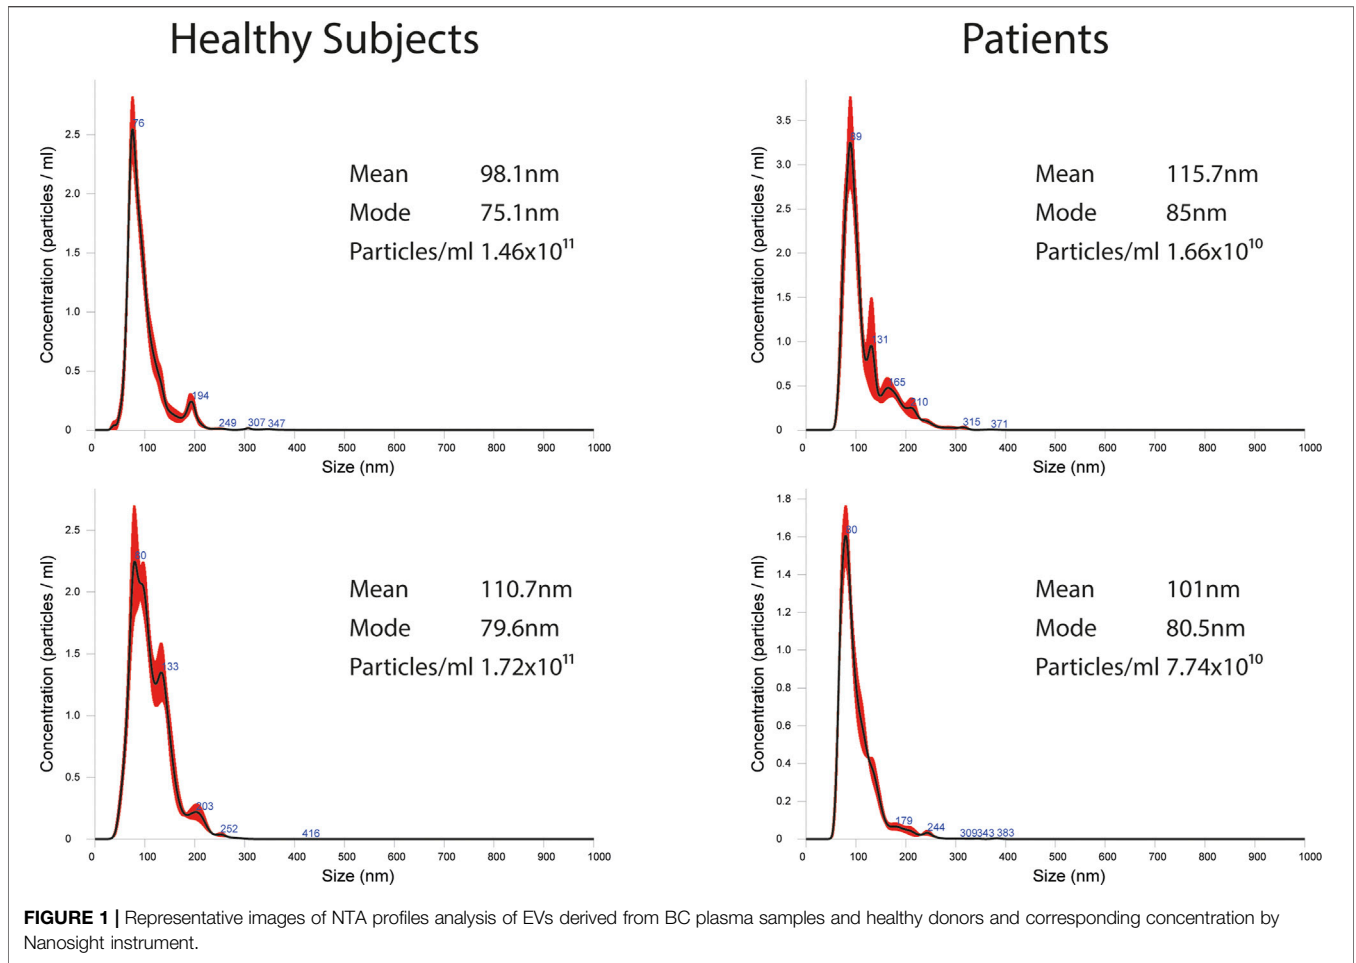 Healthy Subjects
Patients
Concentration (particles / ml)
2.5
2.0
1.5
1.0
0.5
0
76
194
249
307
347
0 100 200 300 400 500 600 700 800 900 1000
Size (nm)
Mean 98.1nm
Mode 75.1nm
Particles/ml 1.46x10¹¹
Concentration (particles / ml)
3.5
3.0
2.5
2.0
1.5
1.0
0.5
0
89
131
165
210
315
371
0 100 200 300 400 500 600 700 800 900 1000
Size (nm)
Mean 115.7nm
Mode 85nm
Particles/ml 1.66x10¹⁰
Concentration (particles / ml)
2.5
2.0
1.5
1.0
0.5
0
80
133
203
252
416
0 100 200 300 400 500 600 700 800 900 1000
Size (nm)
Mean 110.7nm
Mode 79.6nm
Particles/ml 1.72x10¹¹
Concentration (particles / ml)
1.8
1.6
1.4
1.2
1.0
0.8
0.6
0.4
0.2
0
80
179
244
309
343
383
0 100 200 300 400 500 600 700 800 900 1000
Size (nm)
Mean 101nm
Mode 80.5nm
Particles/ml 7.74x10¹⁰
FIGURE 1 | Representative images of NTA profiles analysis of EVs derived from BC plasma samples and healthy donors and corresponding concentration by
Nanosight instrument.